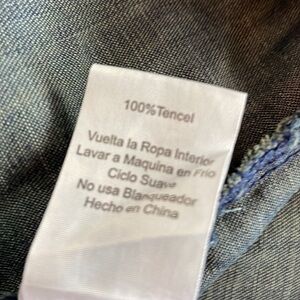 100%Tencel
Vuelta la Ropa Interior
Lavar a Maquina en Frio
Ciclo Suave
No usa Blanqueador
Hecho en China